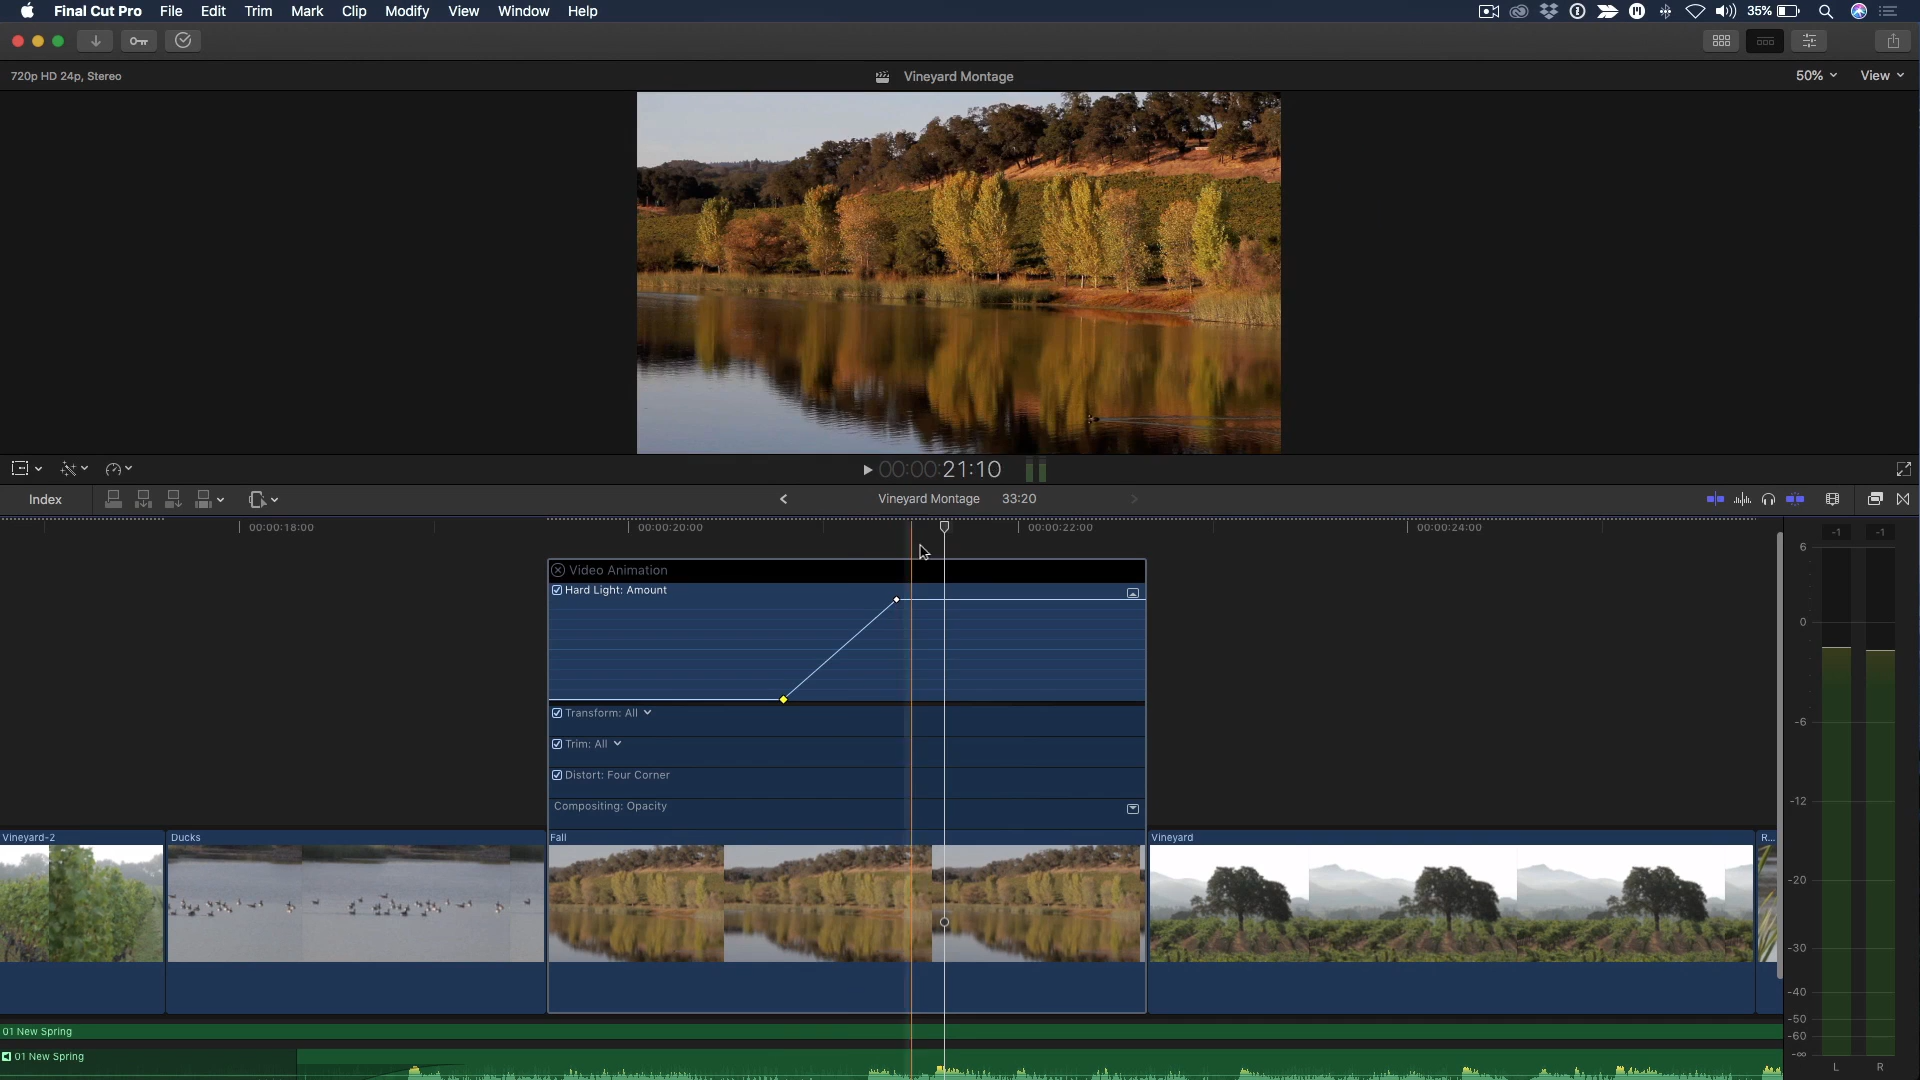 Final Cut Pro File Edit Trim Mark Clip Modify View Window Help 35%
720p HD 24p, Stereo Vineyard Montage 50% View
00:00:21:10
Index Vineyard Montage 33:20
00:00:18:00 00:00:20:00 00:00:22:00 00:00:24:00
-1 -1
6
Video Animation
Hard Light: Amount
0
Transform: All
-6
Trim: All
Distort: Four Corner
-12
Compositing: Opacity
Vineyard-2 Ducks Fall Vineyard R...
-20
-30
-40
-50
01 New Spring
-60
01 New Spring
-∞
L R